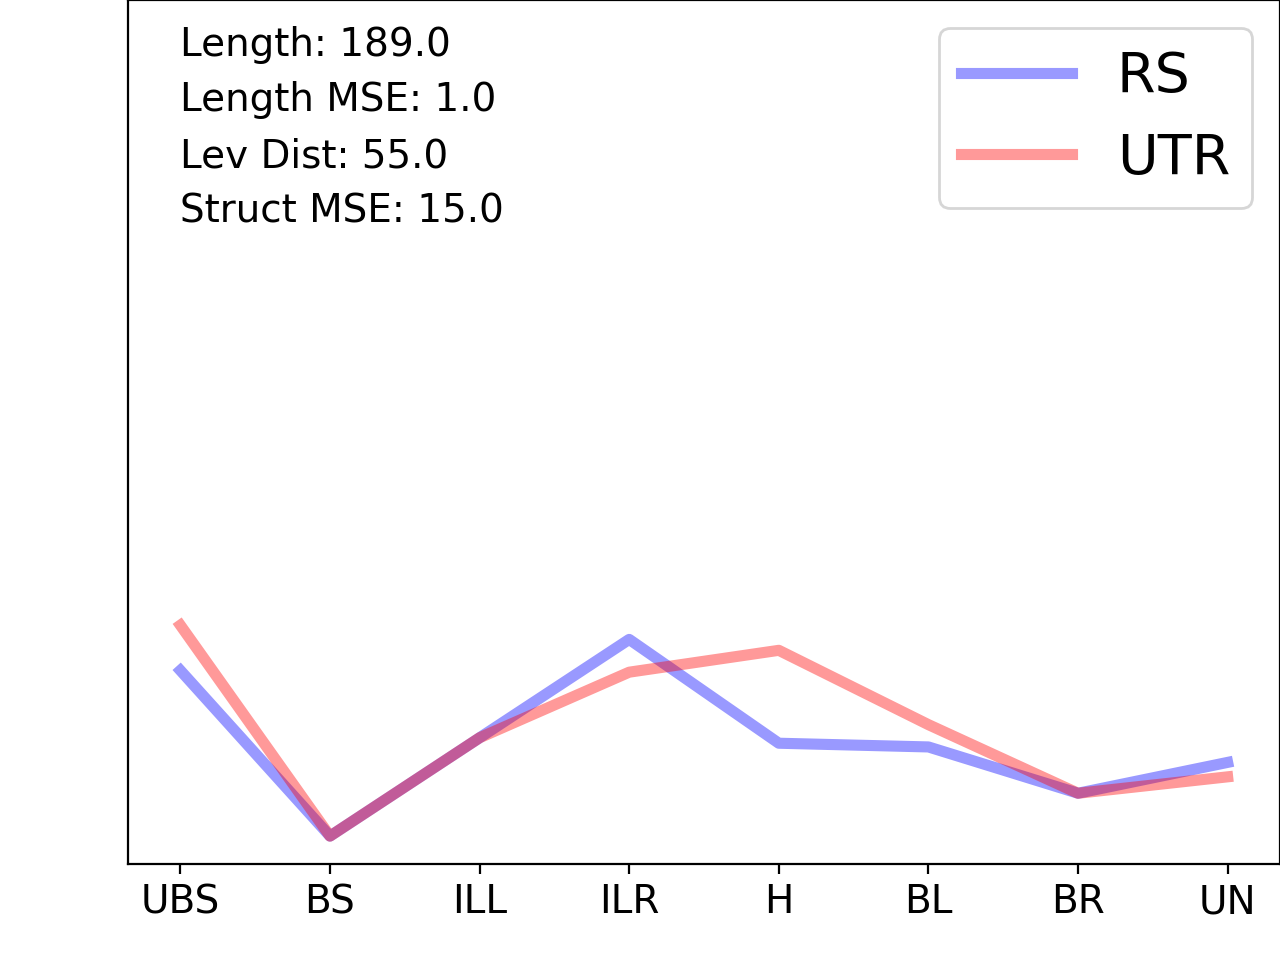 Length: 189.0
Length MSE: 1.0
Lev Dist: 55.0
Struct MSE: 15.0
RS
UTR
UBS BS ILL ILR H BL BR UN